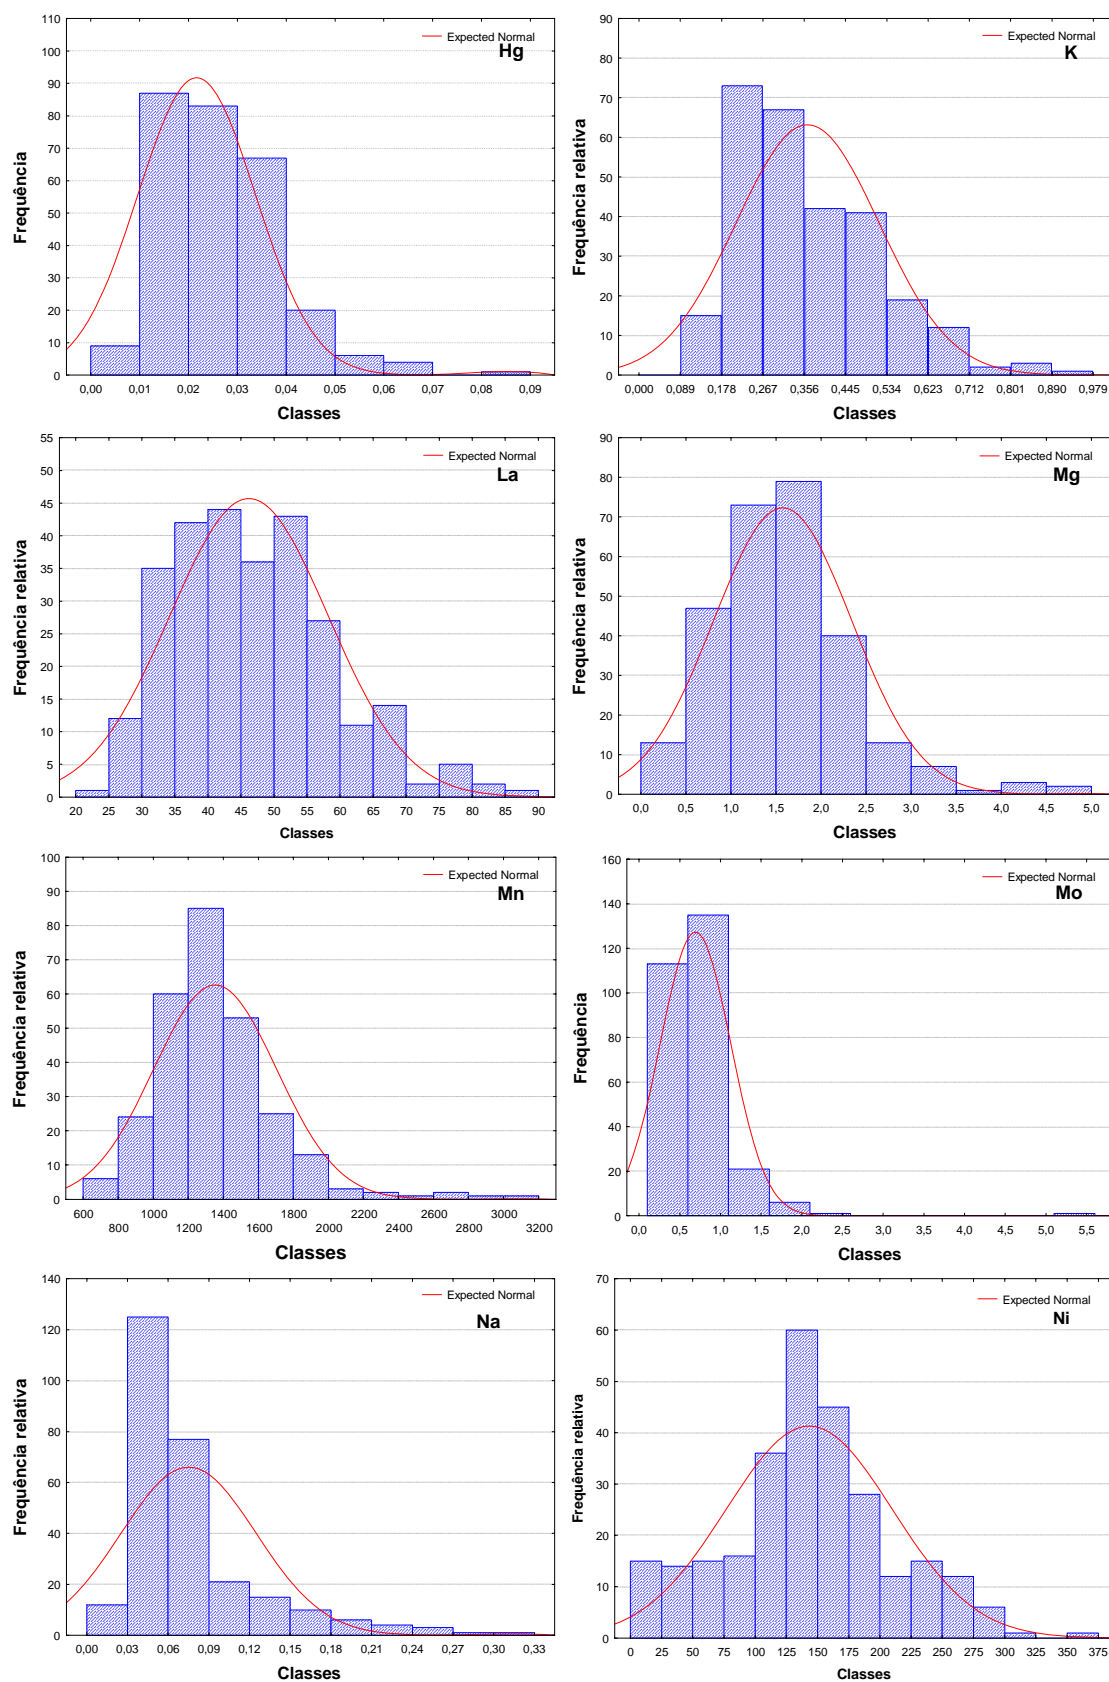 Expected Normal
Hg
Frequência
110
100
90
80
70
60
50
40
30
20
10
0
0,00 0,01 0,02 0,03 0,04 0,05 0,06 0,07 0,08 0,09
Classes
Expected Normal
K
Frequência relativa
90
80
70
60
50
40
30
20
10
0
0,000 0,089 0,178 0,267 0,356 0,445 0,534 0,623 0,712 0,801 0,890 0,979
Classes
Expected Normal
La
Frequência relativa
55
50
45
40
35
30
25
20
15
10
5
0
20 25 30 35 40 45 50 55 60 65 70 75 80 85 90
Classes
Expected Normal
Mg
Frequência relativa
90
80
70
60
50
40
30
20
10
0
0,0 0,5 1,0 1,5 2,0 2,5 3,0 3,5 4,0 4,5 5,0
Classes
Expected Normal
Mn
Frequência relativa
100
90
80
70
60
50
40
30
20
10
0
600 1000 1400 2000 2400 2800 3000
800 1200 1600 2200 2600 3200
1800
Classes
Expected Normal
Mo
Frequência
160
140
120
100
80
60
40
20
0
0,0 0,5 1,0 1,5 2,0 2,5 3,0 3,5 4,0 4,5 5,0 5,5
Classes
Expected Normal
Na
Frequência relativa
140
120
100
80
60
40
20
0
0,00 0,03 0,06 0,09 0,12 0,15 0,18 0,21 0,24 0,27 0,30 0,33
Classes
Expected Normal
Ni
Frequência relativa
70
60
50
40
30
20
10
0
0 25 50 75 100 125 150 175 200 225 250 275 300 325 350 375
Classes